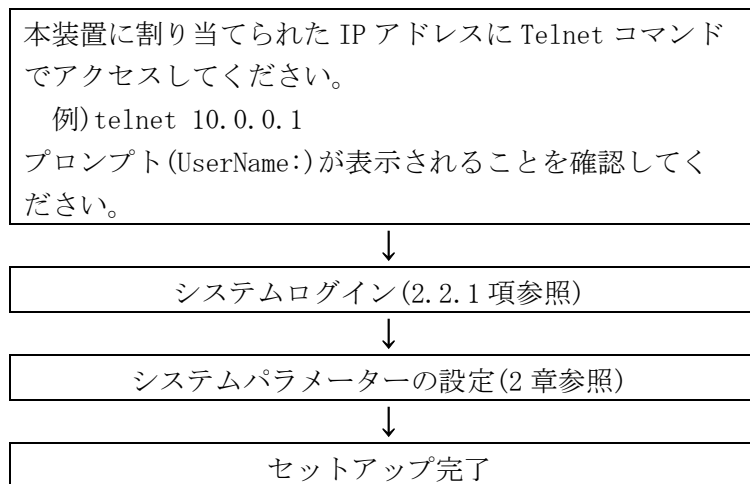 本装置に割り当てられた IP アドレスに Telnet コマンド
でアクセスしてください。
例)telnet 10.0.0.1
プロンプト(UserName:)が表示されることを確認してく
ださい。
↓
システムログイン(2.2.1 項参照)
↓
システムパラメーターの設定(2 章参照)
↓
セットアップ完了